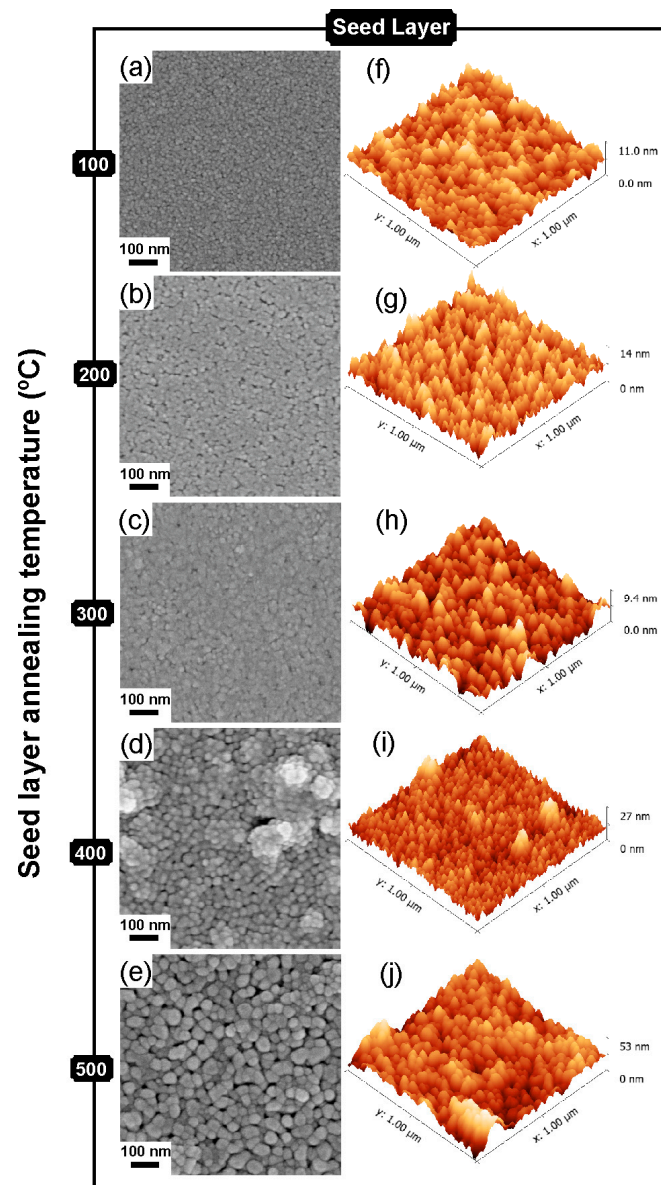 Seed Layer
Seed layer annealing temperature (ºC)
100
(a)
100 nm
(f)
11.0 nm
0.0 nm
y: 1.00 µm
x: 1.00 µm
200
(b)
100 nm
(g)
14 nm
0 nm
y: 1.00 µm
x: 1.00 µm
300
(c)
100 nm
(h)
9.4 nm
0.0 nm
y: 1.00 µm
x: 1.00 µm
400
(d)
100 nm
(i)
27 nm
0 nm
y: 1.00 µm
x: 1.00 µm
500
(e)
100 nm
(j)
53 nm
0 nm
y: 1.00 µm
x: 1.00 µm